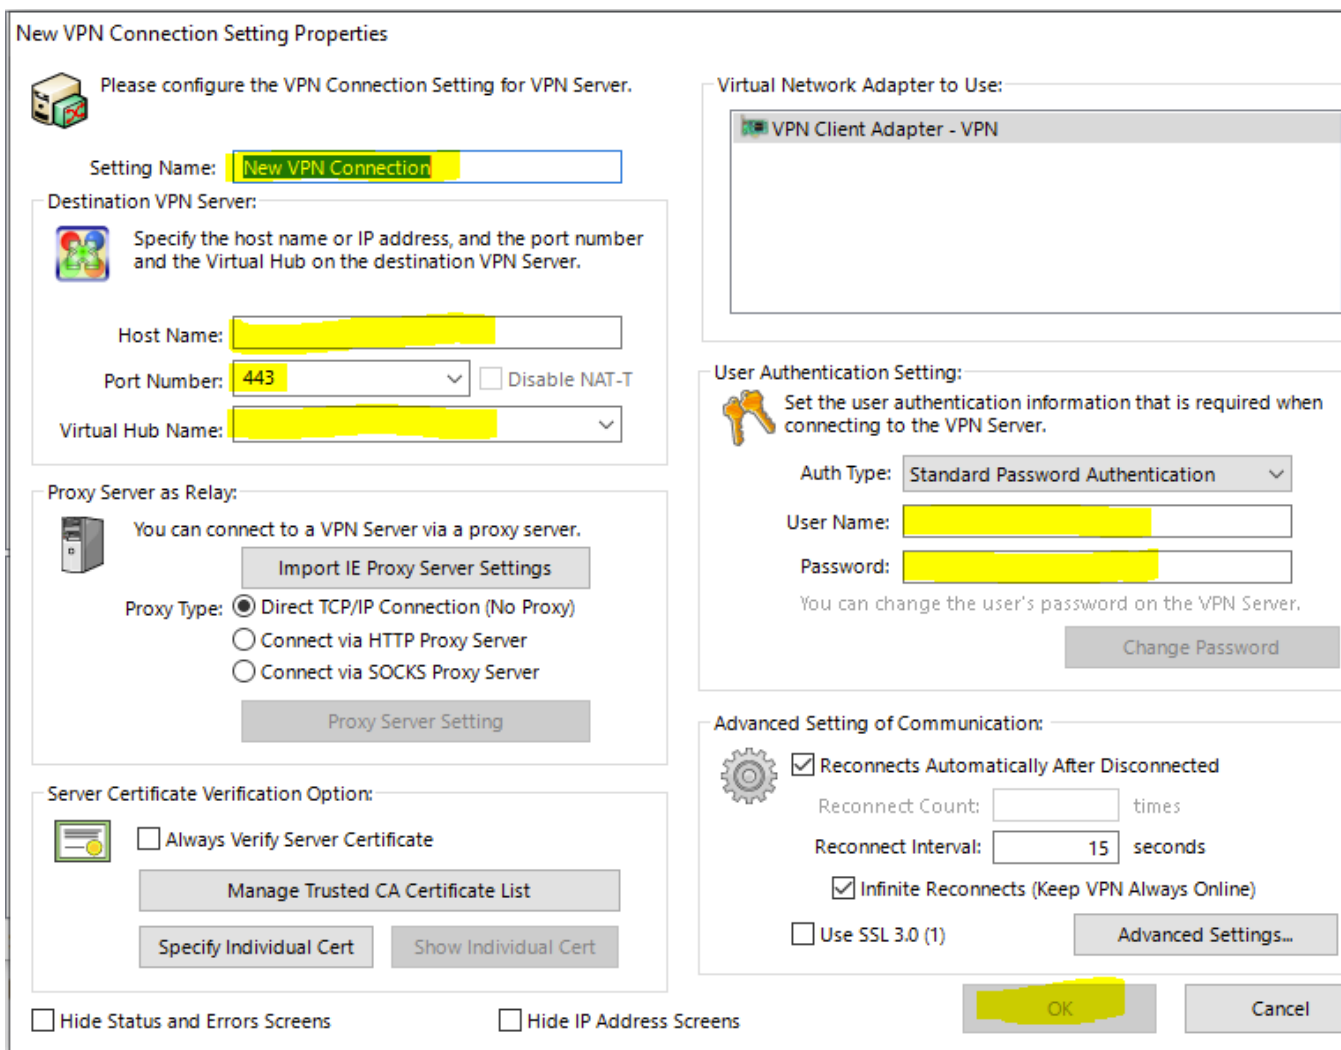 New VPN Connection Setting Properties
Please configure the VPN Connection Setting for VPN Server.
Setting Name: New VPN Connection
Destination VPN Server:
Specify the host name or IP address, and the port number
and the Virtual Hub on the destination VPN Server.
Host Name:
Port Number: 443 Disable NAT-T
Virtual Hub Name:
Proxy Server as Relay:
You can connect to a VPN Server via a proxy server.
Import IE Proxy Server Settings
Proxy Type: Direct TCP/IP Connection (No Proxy)
Connect via HTTP Proxy Server
Connect via SOCKS Proxy Server
Proxy Server Setting
Server Certificate Verification Option:
Always Verify Server Certificate
Manage Trusted CA Certificate List
Specify Individual Cert Show Individual Cert
Hide Status and Errors Screens Hide IP Address Screens
Virtual Network Adapter to Use:
VPN Client Adapter - VPN
User Authentication Setting:
Set the user authentication information that is required when
connecting to the VPN Server.
Auth Type: Standard Password Authentication
User Name:
Password:
You can change the user's password on the VPN Server.
Change Password
Advanced Setting of Communication:
Reconnects Automatically After Disconnected
Reconnect Count: times
Reconnect Interval: 15 seconds
Infinite Reconnects (Keep VPN Always Online)
Use SSL 3.0 (1) Advanced Settings...
OK Cancel